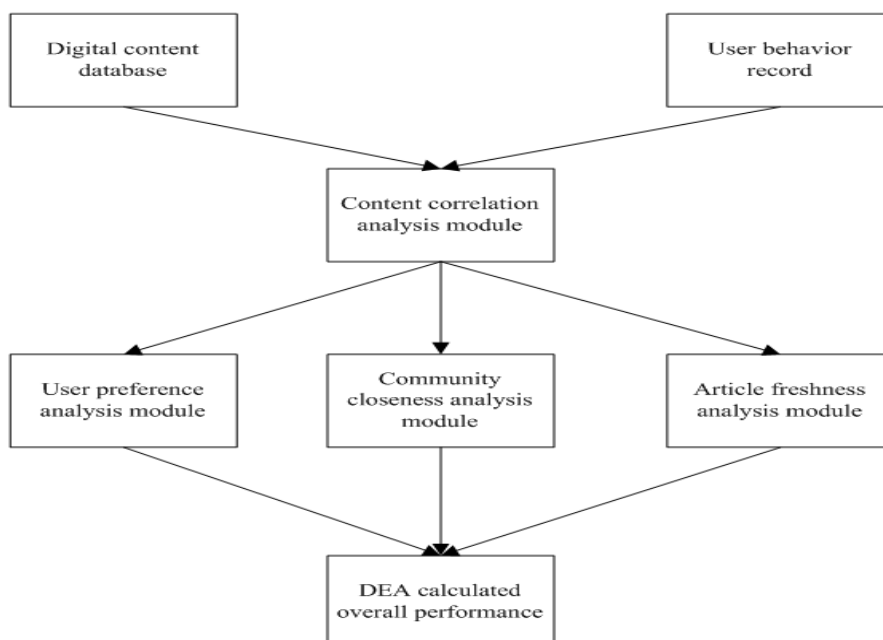 Digital content
database
User behavior
record
Content correlation
analysis module
User preference
analysis module
Community
closeness analysis
module
Article freshness
analysis module
DEA calculated
overall performance